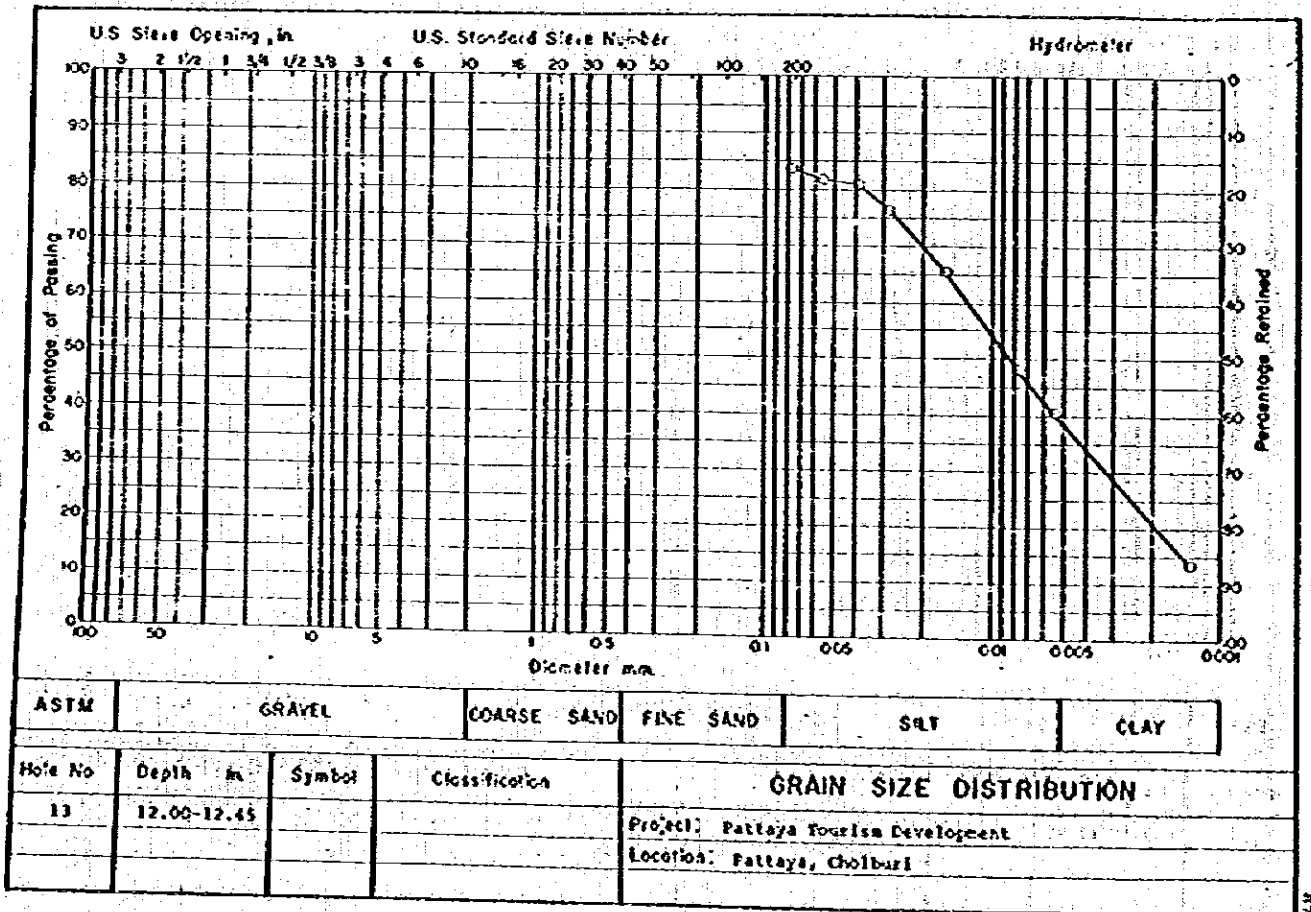 U.S. Sieve Opening, in.
U.S. Standard Sieve Number
Hydrometer
3 2 1½ 1 3/4 1/2 3/8 3 4 6 10 16 20 30 40 50 100 200
100
90
80
70
60
50
40
30
20
10
0
Percentage of Passing
0
10
20
30
40
50
60
70
80
90
100
Percentage Retained
100 50 10 5 1 0.5 0.1 0.05 0.01 0.005 0.001
Diameter mm.
ASTM GRAVEL COARSE SAND FINE SAND SILT CLAY
Hole No Depth m Symbol Classification
GRAIN SIZE DISTRIBUTION
13 12.00-12.45
Project: Pattaya Tourism Development
Location: Pattaya, Cholburi